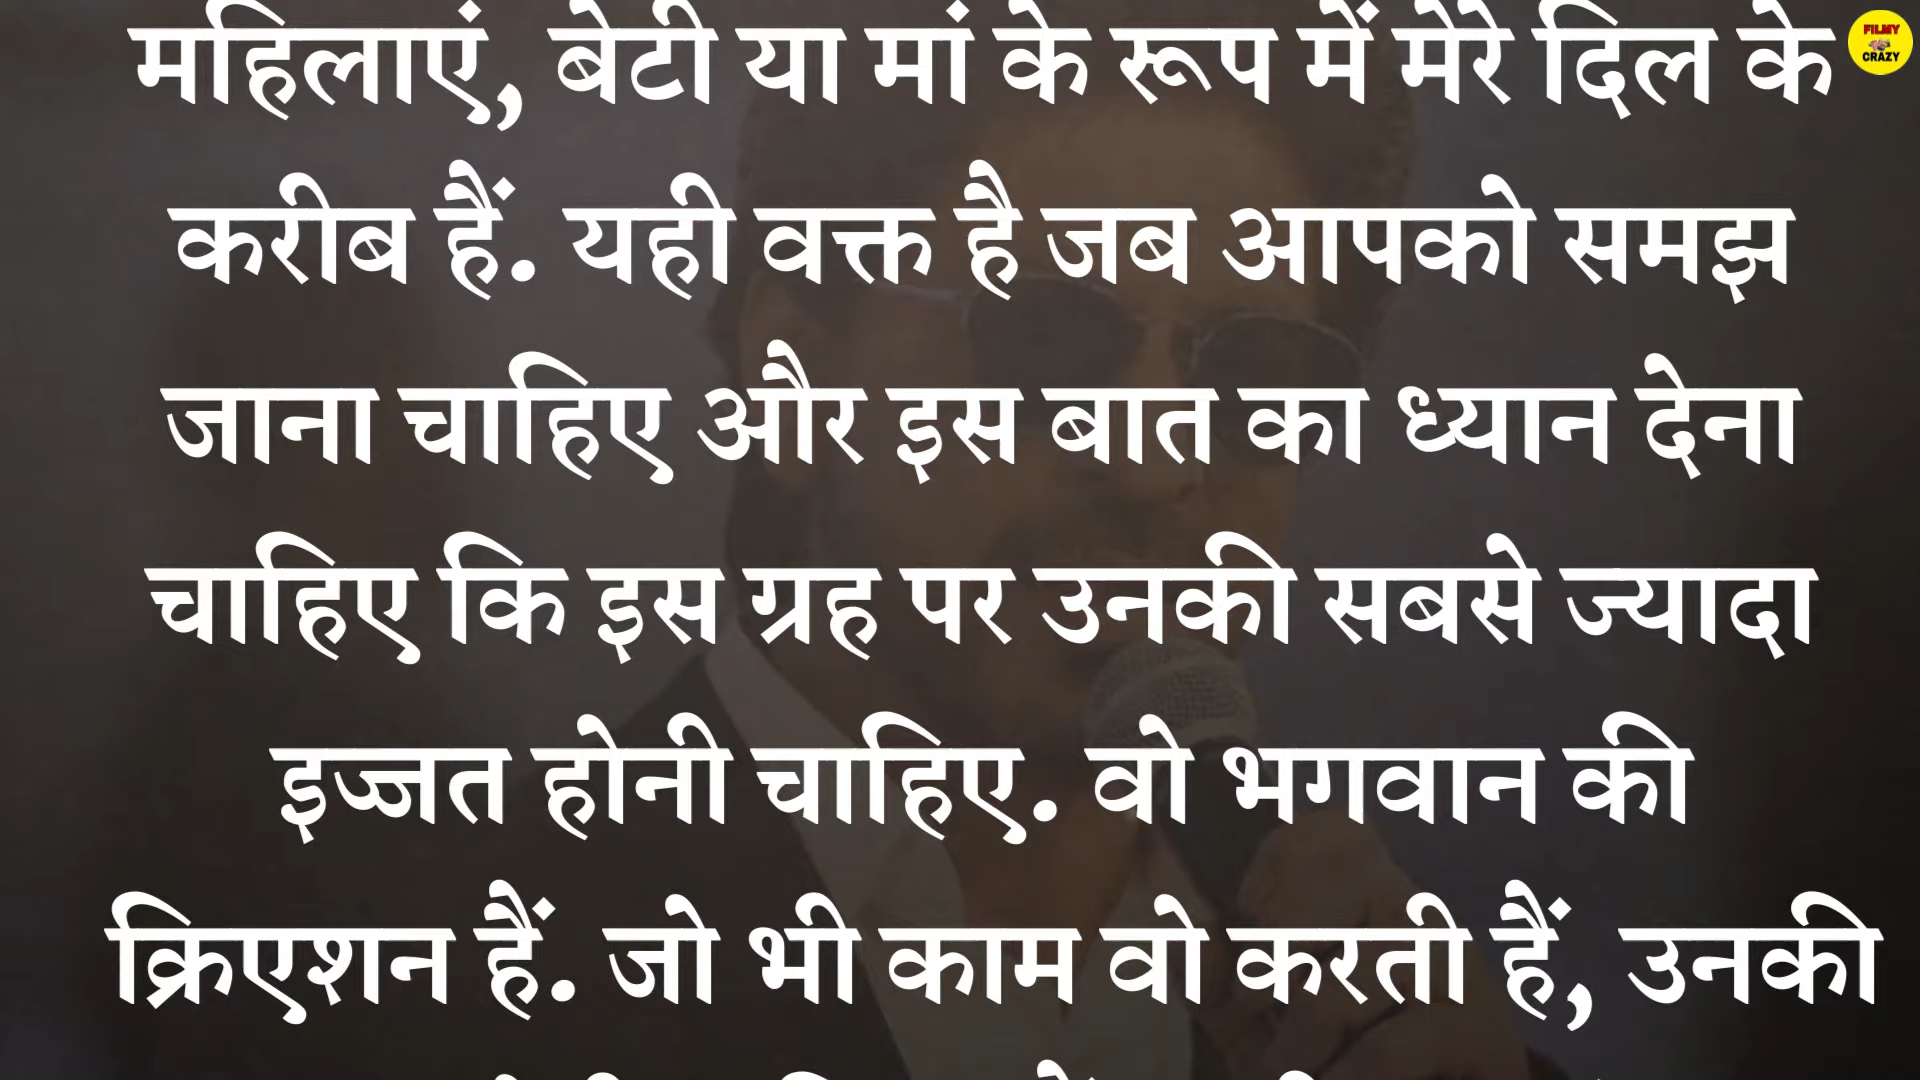 महिलाएं, बेटी या मां के रूप में मेरे दिल के
FILMY
CRAZY
करीब हैं. यही वक्त है जब आपको समझ
जाना चाहिए और इस बात का ध्यान देना
चाहिए कि इस ग्रह पर उनकी सबसे ज्यादा
इज्जत होनी चाहिए. वो भगवान की
क्रिएशन हैं. जो भी काम वो करती हैं, उनकी